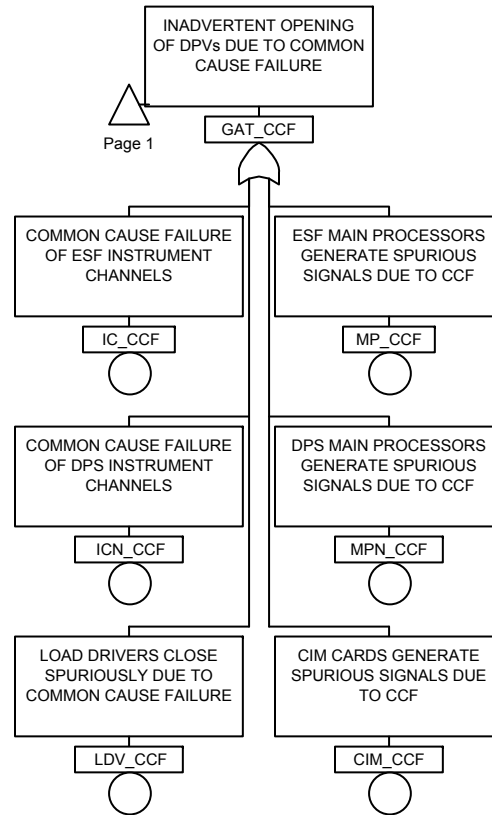 INADVERTENT OPENING
OF DPVs DUE TO COMMON
CAUSE FAILURE
Page 1
GAT_CCF
COMMON CAUSE FAILURE
OF ESF INSTRUMENT
CHANNELS
IC_CCF
ESF MAIN PROCESSORS
GENERATE SPURIOUS
SIGNALS DUE TO CCF
MP_CCF
COMMON CAUSE FAILURE
OF DPS INSTRUMENT
CHANNELS
ICN_CCF
DPS MAIN PROCESSORS
GENERATE SPURIOUS
SIGNALS DUE TO CCF
MPN_CCF
LOAD DRIVERS CLOSE
SPURIOUSLY DUE TO
COMMON CAUSE FAILURE
LDV_CCF
CIM CARDS GENERATE
SPURIOUS SIGNALS DUE
TO CCF
CIM_CCF